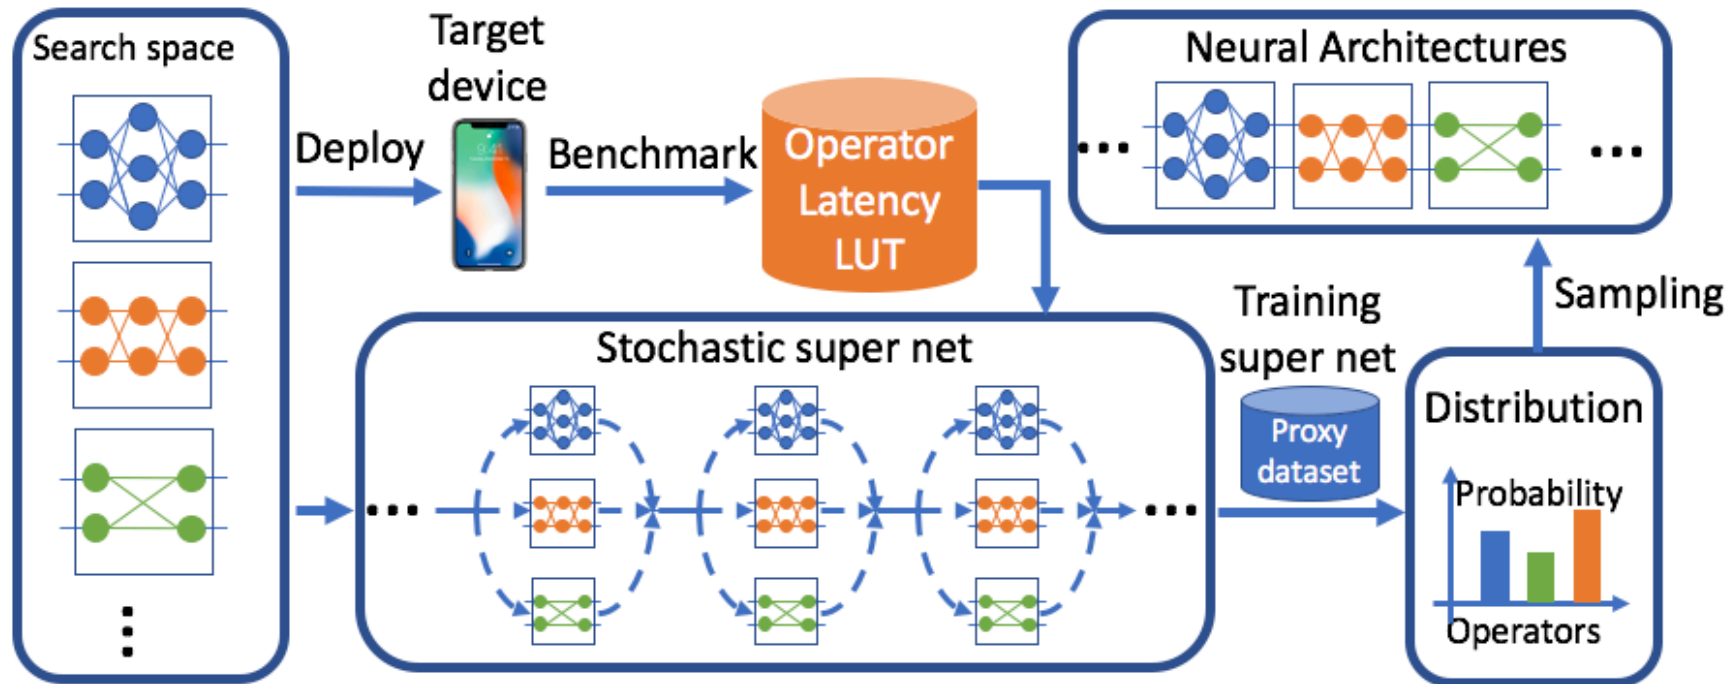 Search space
Target
device
Deploy
Benchmark
Operator
Latency
LUT
Neural Architectures
...
...
Stochastic super net
...
...
Training
super net
Proxy
dataset
Sampling
Distribution
Probability
Operators